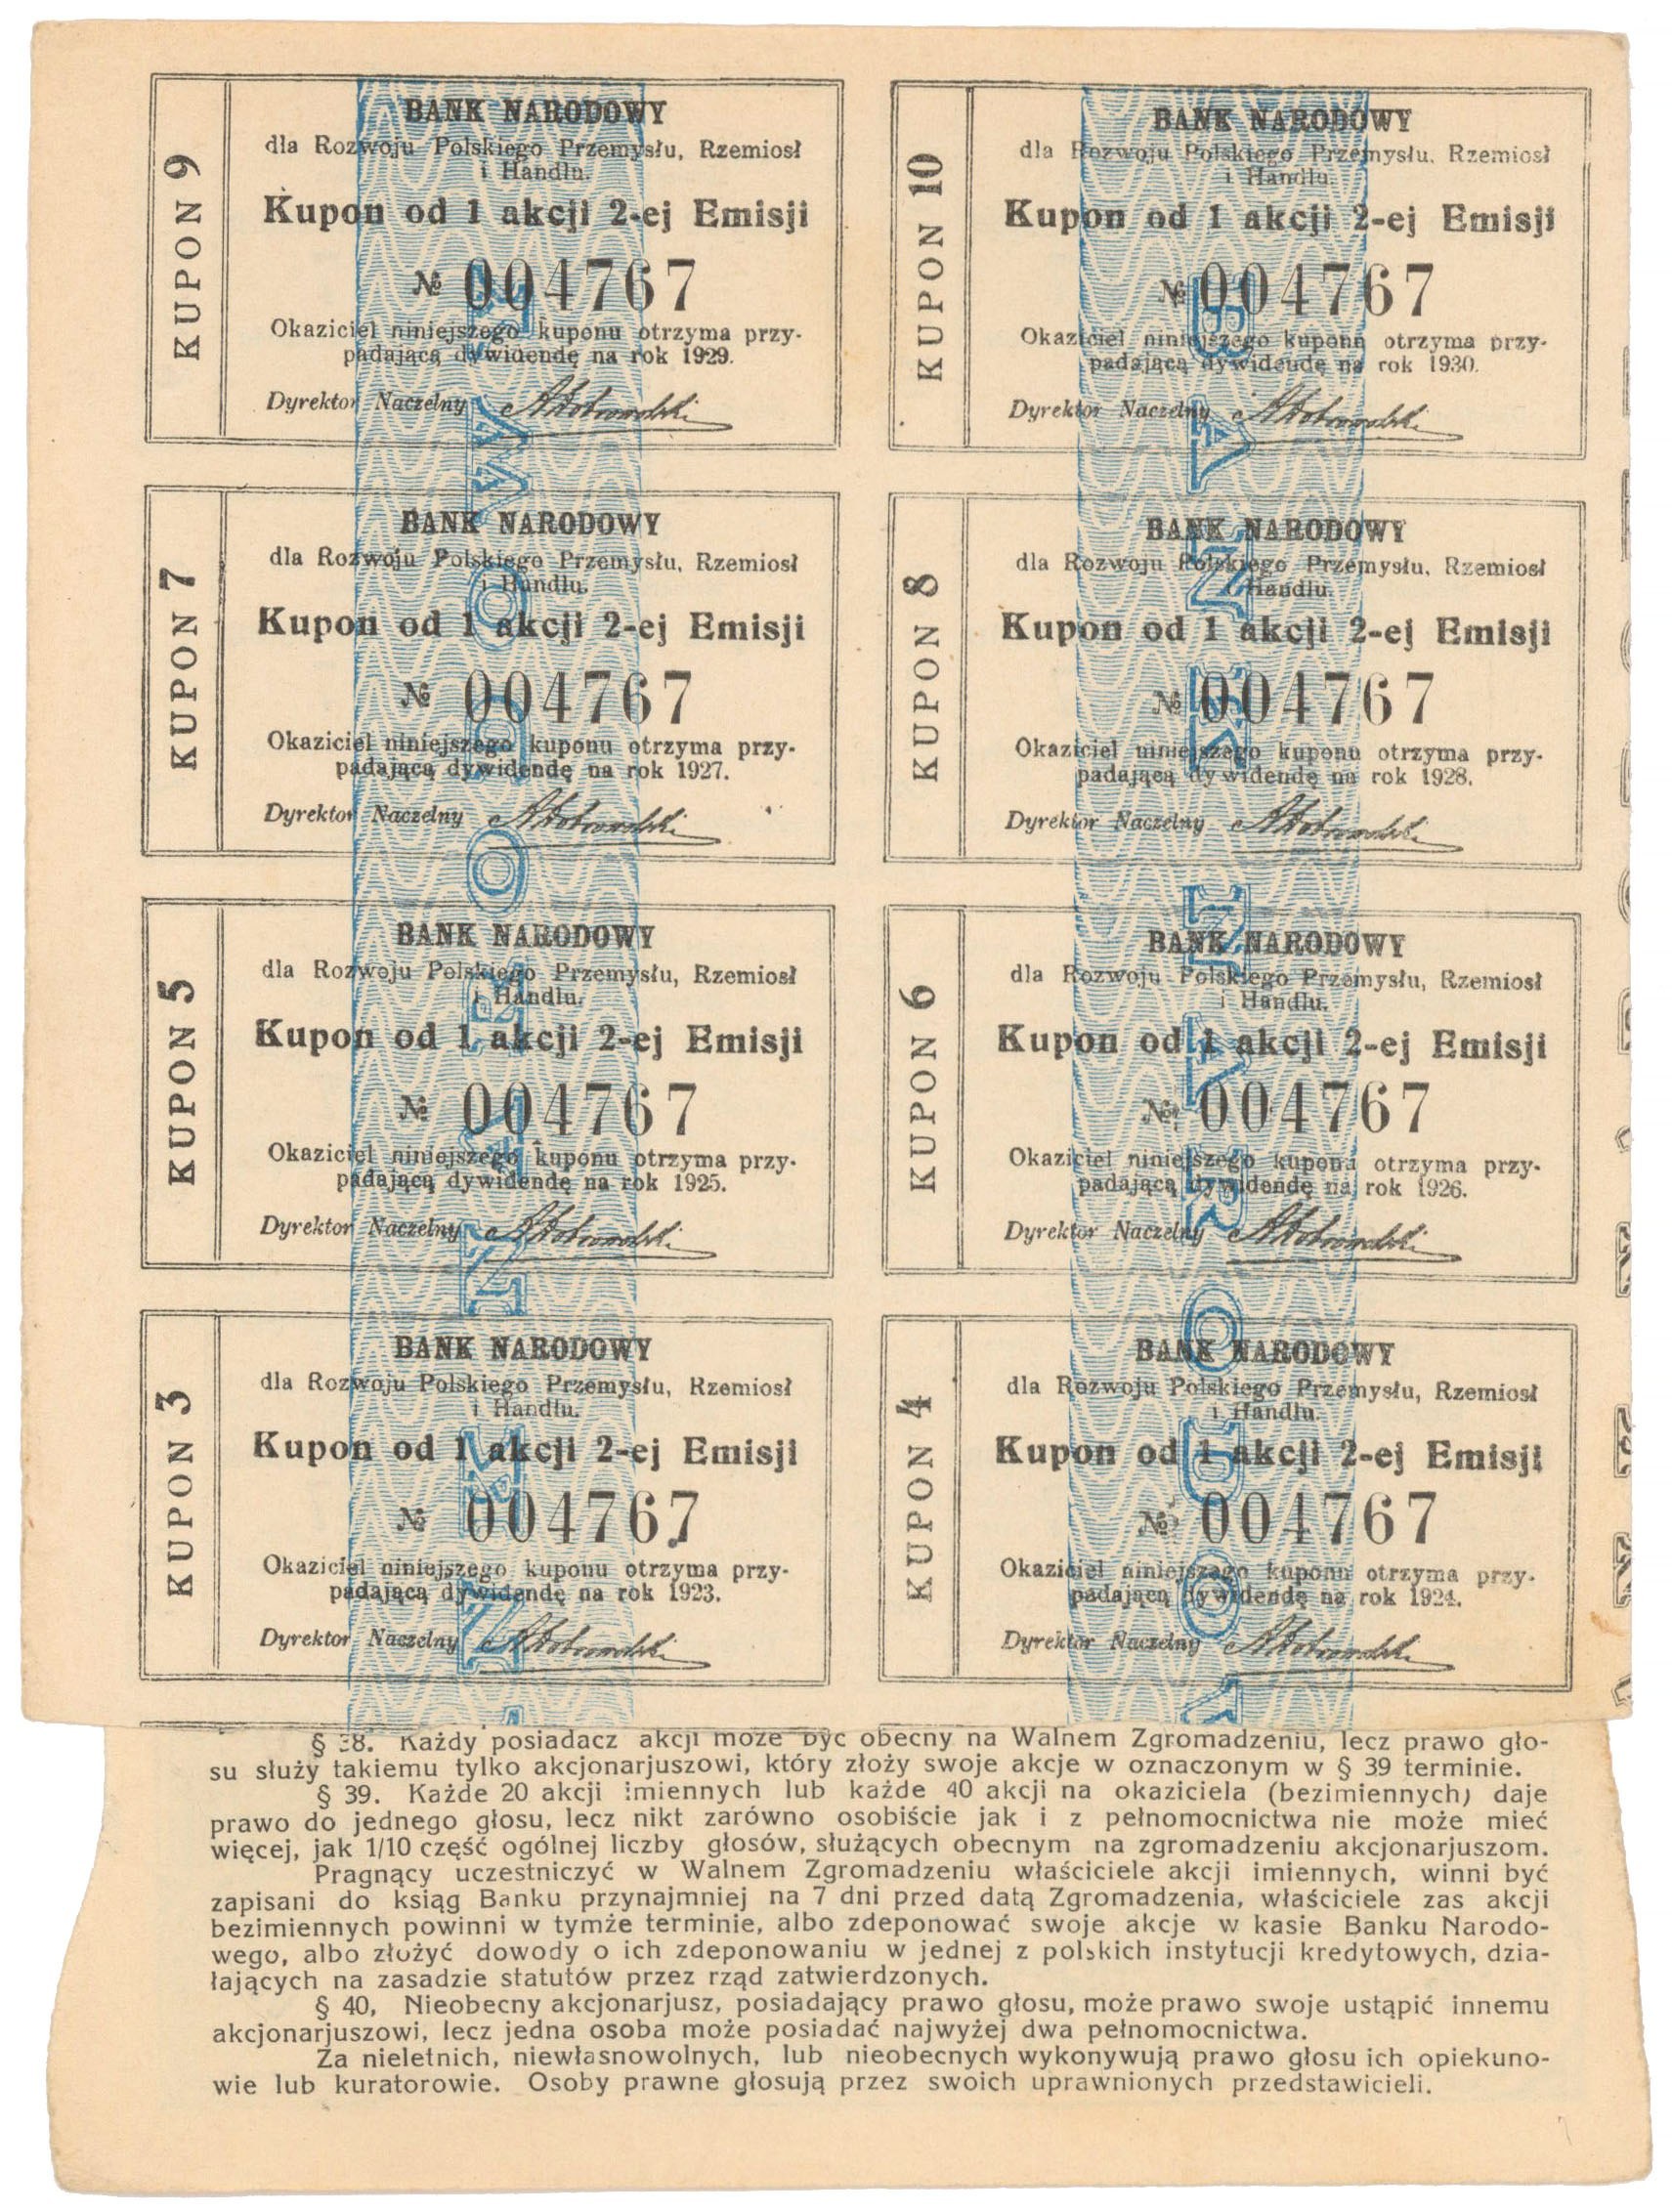 KUPON 9
BANK NARODOWY
dla Rozwoju Polskiego Przemysłu, Rzemiosł
i Handlu.
Kupon od 1 akcji 2-ej Emisji
№ 004767
Okaziciel niniejszego kuponu otrzyma przy-
padającą dywidendę na rok 1929.
Dyrektor Naczelny
KUPON 10
BANK NARODOWY
dla Rozwoju Polskiego Przemysłu, Rzemiosł
i Handlu.
Kupon od 1 akcji 2-ej Emisji
№ 004767
Okaziciel niniejszego kuponu otrzyma przy-
padającą dywidendę na rok 1930.
Dyrektor Naczelny
KUPON 7
BANK NARODOWY
dla Rozwoju Polskiego Przemysłu, Rzemiosł
i Handlu.
Kupon od 1 akcji 2-ej Emisji
№ 004767
Okaziciel niniejszego kuponu otrzyma przy-
padającą dywidendę na rok 1927.
Dyrektor Naczelny
KUPON 8
BANK NARODOWY
dla Rozwoju Polskiego Przemysłu, Rzemiosł
i Handlu.
Kupon od 1 akcji 2-ej Emisji
№ 004767
Okaziciel niniejszego kuponu otrzyma przy-
padającą dywidendę na rok 1928.
Dyrektor Naczelny
KUPON 5
BANK NARODOWY
dla Rozwoju Polskiego Przemysłu, Rzemiosł
i Handlu.
Kupon od 1 akcji 2-ej Emisji
№ 004767
Okaziciel niniejszego kuponu otrzyma przy-
padającą dywidendę na rok 1925.
Dyrektor Naczelny
KUPON 6
BANK NARODOWY
dla Rozwoju Polskiego Przemysłu, Rzemiosł
i Handlu.
Kupon od 1 akcji 2-ej Emisji
№ 004767
Okaziciel niniejszego kuponu otrzyma przy-
padającą dywidendę na rok 1926.
Dyrektor Naczelny
KUPON 3
BANK NARODOWY
dla Rozwoju Polskiego Przemysłu, Rzemiosł
i Handlu.
Kupon od 1 akcji 2-ej Emisji
№ 004767
Okaziciel niniejszego kuponu otrzyma przy-
padającą dywidendę na rok 1923.
Dyrektor Naczelny
KUPON 4
BANK NARODOWY
dla Rozwoju Polskiego Przemysłu, Rzemiosł
i Handlu.
Kupon od 1 akcji 2-ej Emisji
№ 004767
Okaziciel niniejszego kuponu otrzyma przy-
padającą dywidendę na rok 1924.
Dyrektor Naczelny
§ 38. Każdy posiadacz akcji może być obecny na Walnem Zgromadzeniu, lecz prawo gło-
su służy takiemu tylko akcjonarjuszowi, który złoży swoje akcje w oznaczonym w § 39 terminie.
§ 39. Każde 20 akcji imiennych lub każde 40 akcji na okaziciela (bezimiennych) daje
prawo do jednego głosu, lecz nikt zarówno osobiście jak i z pełnomocnictwa nie może mieć
więcej, jak 1/10 część ogólnej liczby głosów, służących obecnym na zgromadzeniu akcjonarjuszom.
Pragnący uczestniczyć w Walnem Zgromadzeniu właściciele akcji imiennych, winni być
zapisani do ksiąg Banku przynajmniej na 7 dni przed datą Zgromadzenia, właściciele zas akcji
bezimiennych powinni w tymże terminie, albo zdeponować swoje akcje w kasie Banku Narodo-
wego, albo złożyć dowody o ich zdeponowaniu w jednej z polskich instytucji kredytowych, dzia-
łających na zasadzie statutów przez rząd zatwierdzonych.
§ 40, Nieobecny akcjonarjusz, posiadający prawo głosu, może prawo swoje ustąpić innemu
akcjonarjuszowi, lecz jedna osoba może posiadać najwyżej dwa pełnomocnictwa.
Za nieletnich, niewłasnowolnych, lub nieobecnych wykonywują prawo głosu ich opiekuno-
wie lub kuratorowie. Osoby prawne głosują przez swoich uprawnionych przedstawicieli.